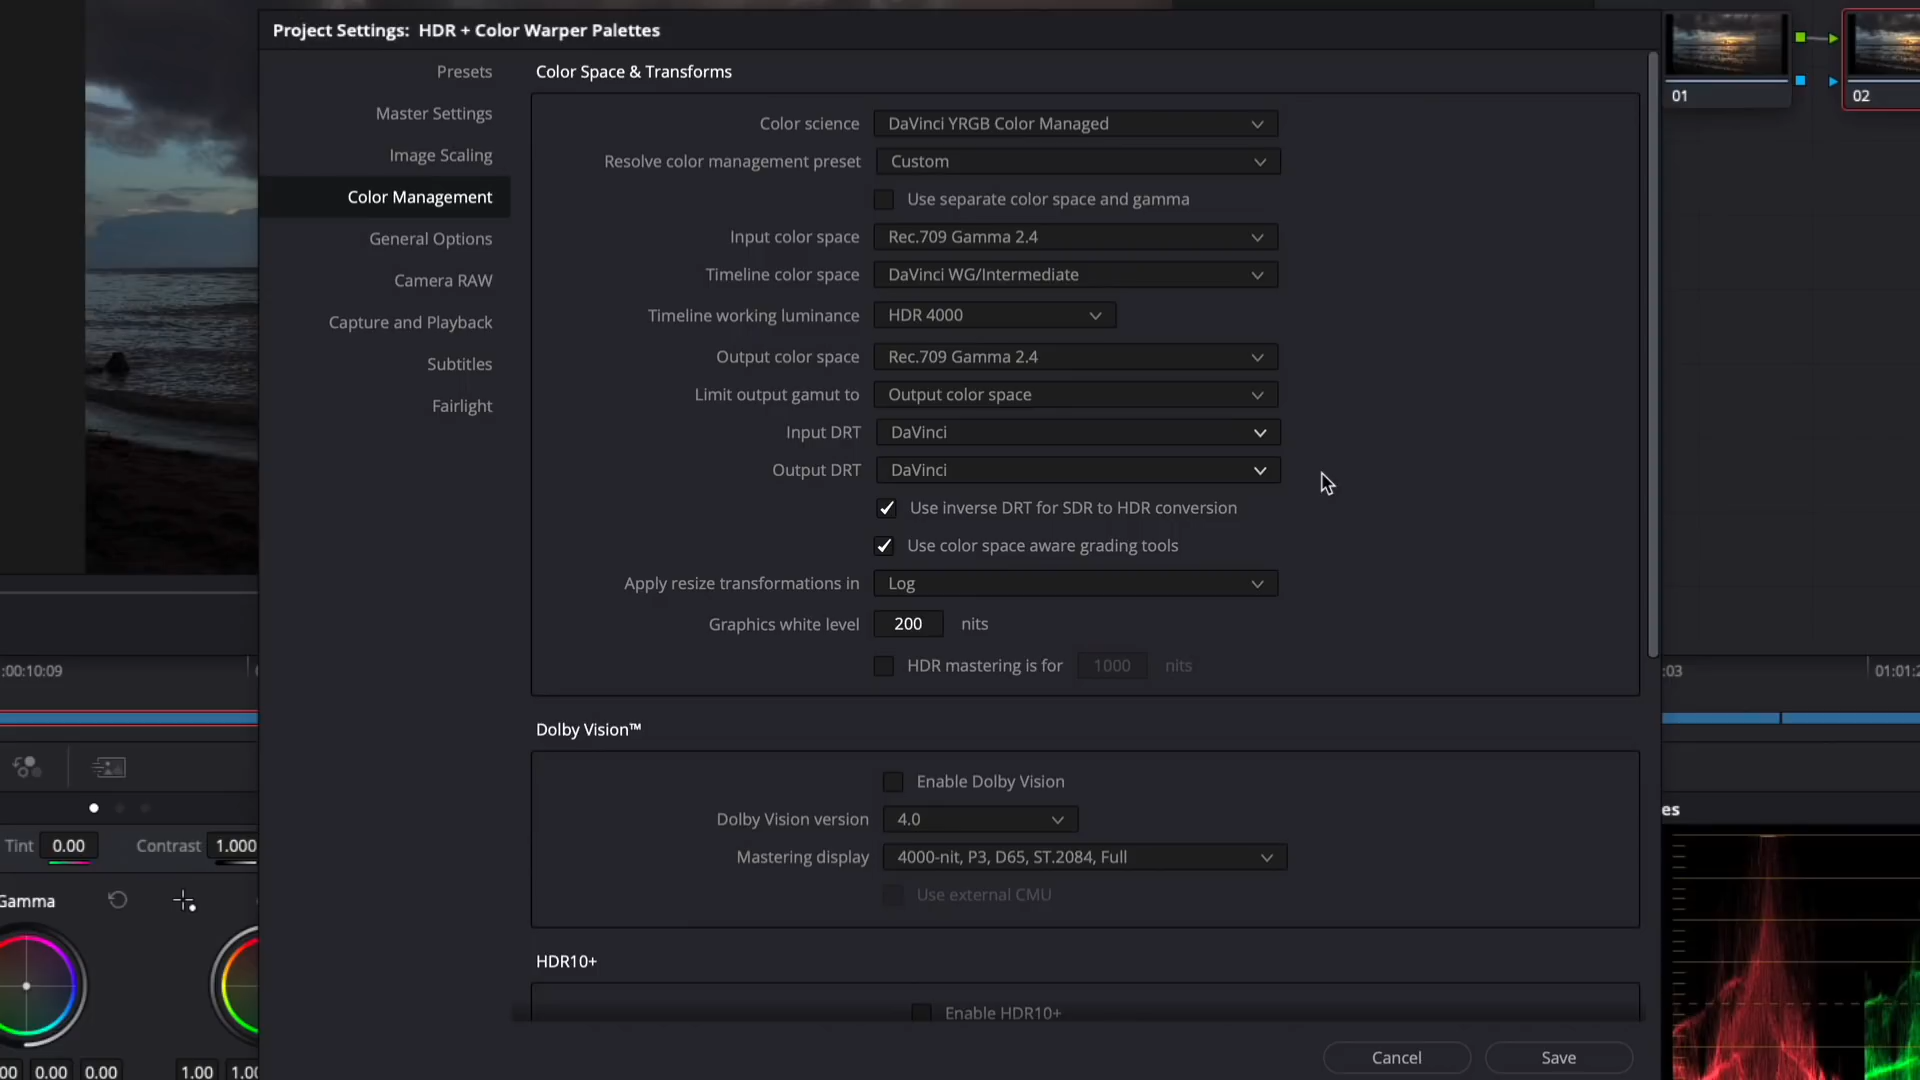 Project Settings: HDR + Color Warper Palettes
Presets
Master Settings
Image Scaling
Color Management
General Options
Camera RAW
Capture and Playback
Subtitles
Fairlight
Color Space & Transforms
Color science DaVinci YRGB Color Managed
Resolve color management preset Custom
Use separate color space and gamma
Input color space Rec.709 Gamma 2.4
Timeline color space DaVinci WG/Intermediate
Timeline working luminance HDR 4000
Output color space Rec.709 Gamma 2.4
Limit output gamut to Output color space
Input DRT DaVinci
Output DRT DaVinci
Use inverse DRT for SDR to HDR conversion
Use color space aware grading tools
Apply resize transformations in Log
Graphics white level 200 nits
HDR mastering is for 1000 nits
Dolby Vision™
Enable Dolby Vision
Dolby Vision version 4.0
Mastering display 4000-nit, P3, D65, ST.2084, Full
Use external CMU
HDR10+
Enable HDR10+
Cancel Save
01 02
:00:10:09
:03 01:01:2
Tint 0.00 Contrast 1.000
Gamma
00 0.00 0.00 1.00 1.00
es